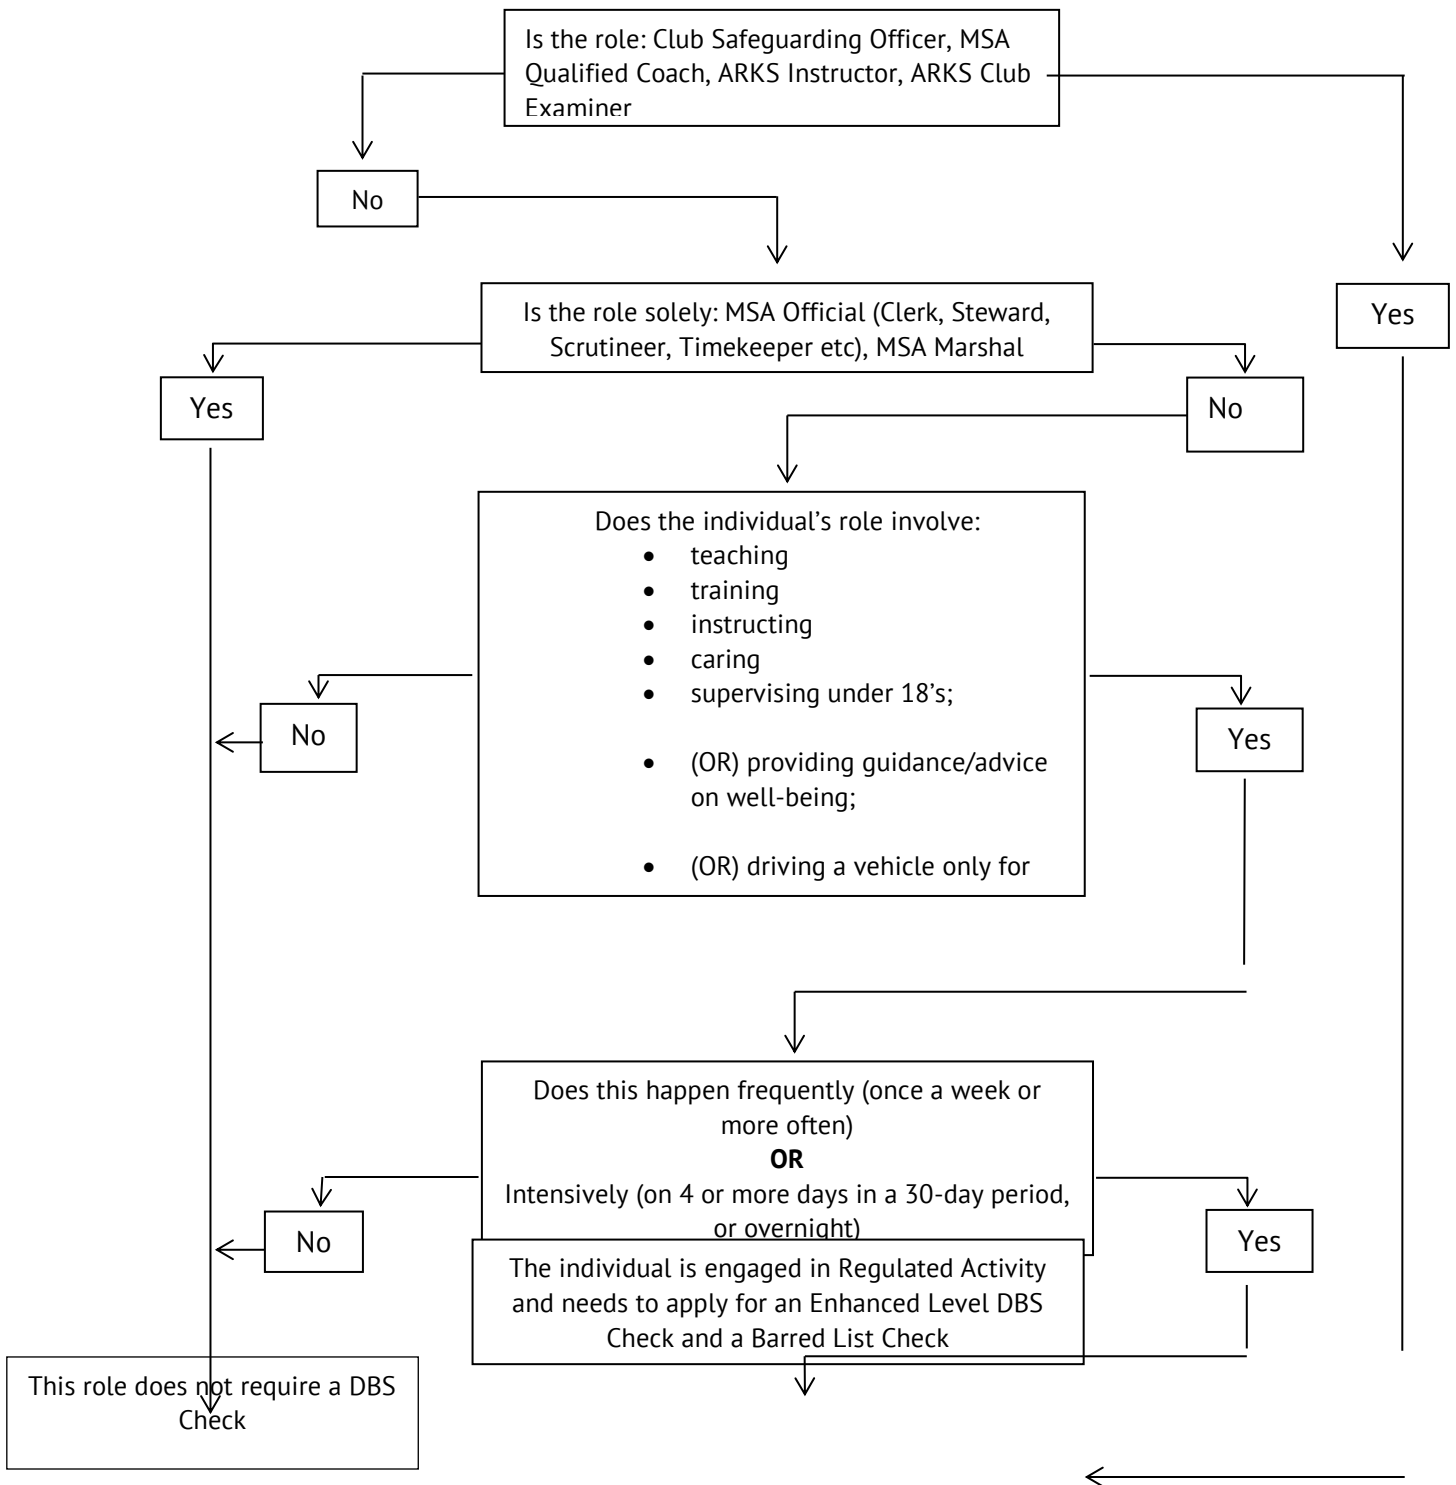 Is the role: Club Safeguarding Officer, MSA
Qualified Coach, ARKS Instructor, ARKS Club
Examiner
No
Is the role solely: MSA Official (Clerk, Steward,
Scrutineer, Timekeeper etc), MSA Marshal
Yes
Yes
No
Does the individual’s role involve:
• teaching
• training
• instructing
• caring
• supervising under 18’s;
• (OR) providing guidance/advice
on well-being;
• (OR) driving a vehicle only for
No
Yes
Does this happen frequently (once a week or
more often)
OR
Intensively (on 4 or more days in a 30-day period,
or overnight)
No
Yes
The individual is engaged in Regulated Activity
and needs to apply for an Enhanced Level DBS
Check and a Barred List Check
This role does not require a DBS
Check